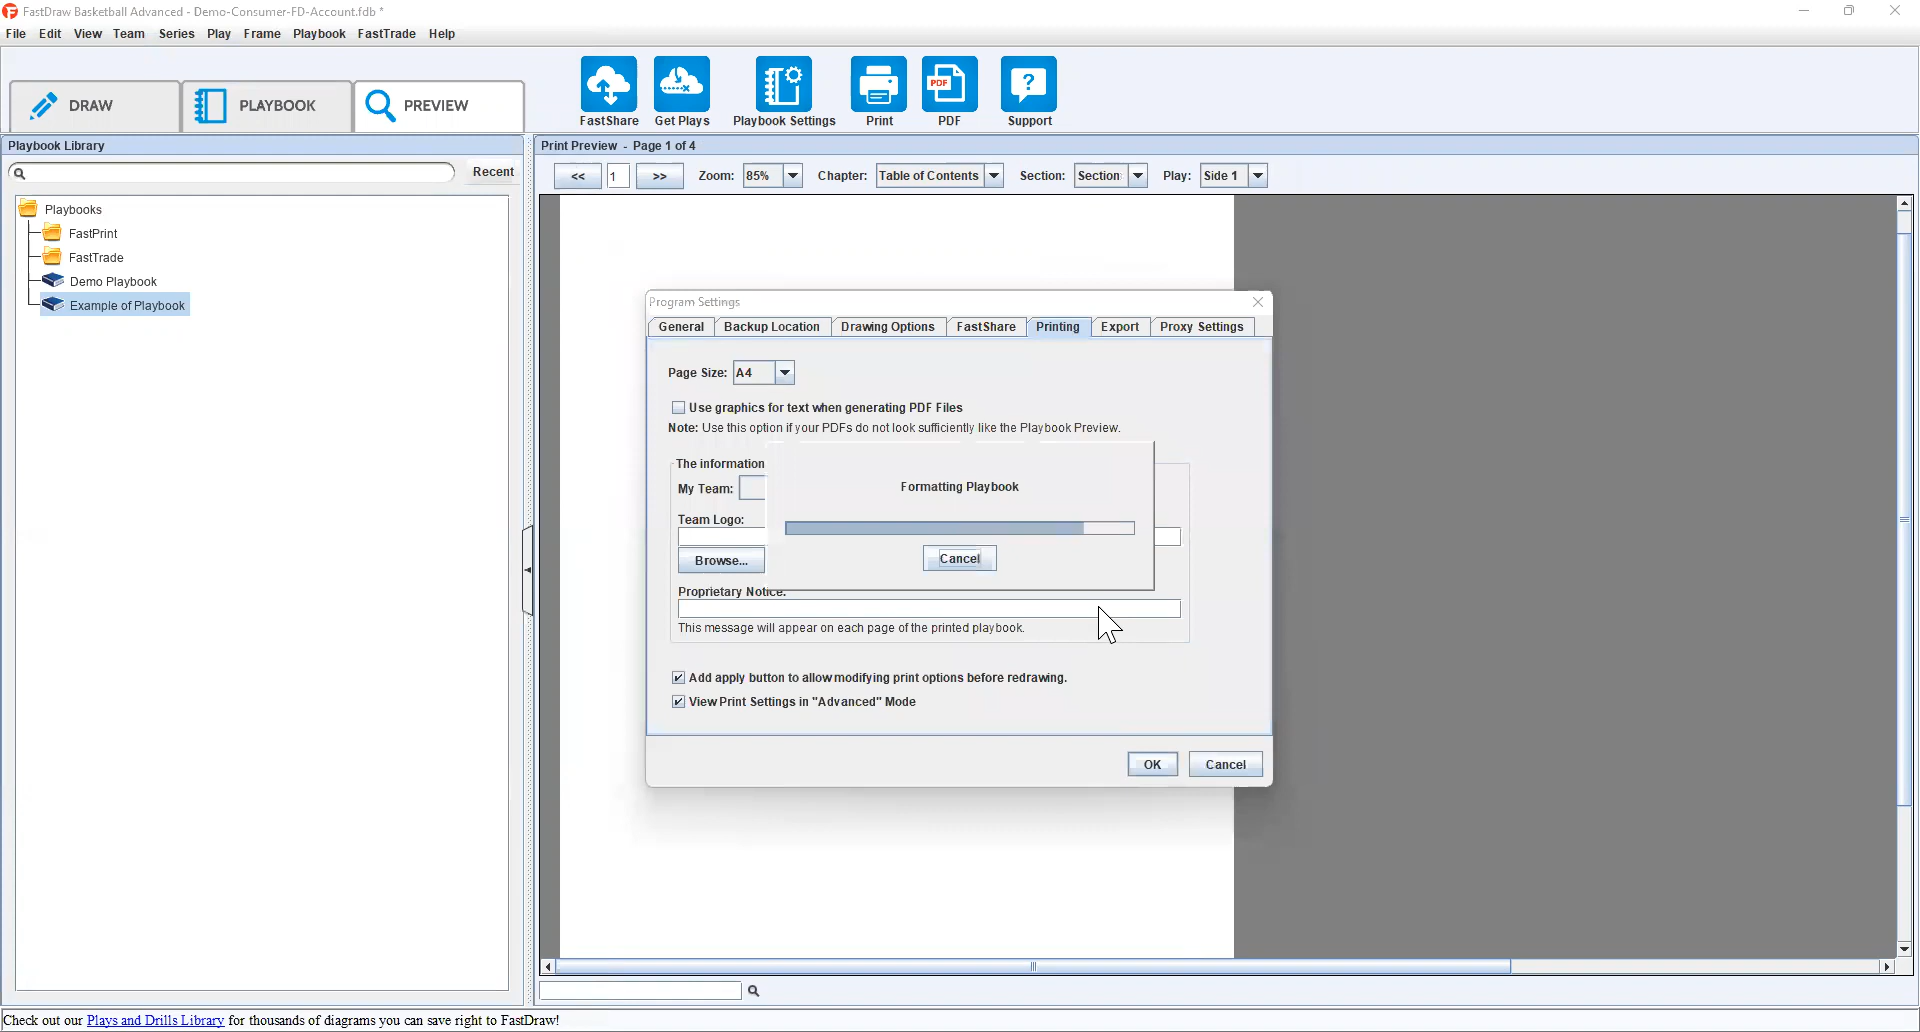 FastDraw Basketball Advanced - Demo-Consumer-FD-Account.fdb *
File Edit View Team Series Play Frame Playbook FastTrade Help
DRAW PLAYBOOK PREVIEW
PDF
FastShare Get Plays Playbook Settings Print PDF Support
Playbook Library
Print Preview - Page 1 of 4
Recent
<< 1 >> Zoom: 85% Chapter: Table of Contents Section: Section Play: Side 1
Playbooks
FastPrint
FastTrade
Demo Playbook
Example of Playbook
Program Settings
General Backup Location Drawing Options FastShare Printing Export Proxy Settings
Page Size: A4
Use graphics for text when generating PDF Files
Note: Use this option if your PDFs do not look sufficiently like the Playbook Preview.
The information
My Team:
Formatting Playbook
Team Logo:
Browse...
Cancel
Proprietary Notice:
This message will appear on each page of the printed playbook.
Add apply button to allow modifying print options before redrawing.
View Print Settings in "Advanced" Mode
OK Cancel
Check out our Plays and Drills Library for thousands of diagrams you can save right to FastDraw!